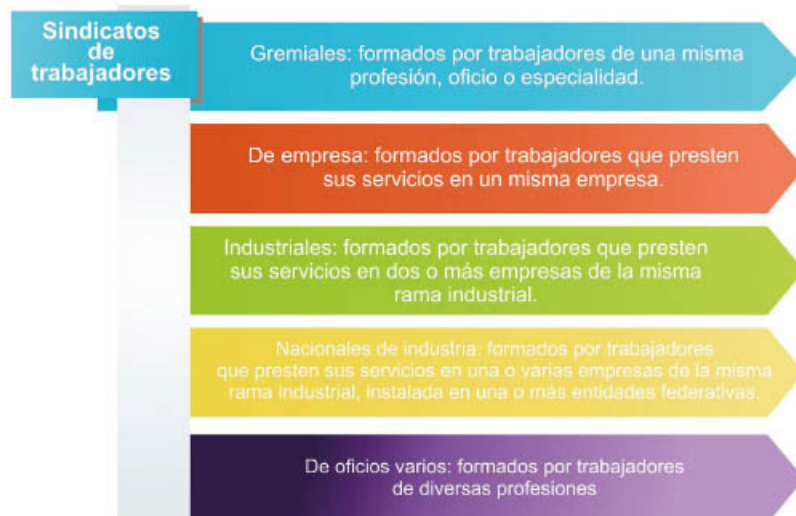 Sindicatos
de
trabajadores
Gremiales: formados por trabajadores de una misma
profesión, oficio o especialidad.
De empresa: formados por trabajadores que presten
sus servicios en un misma empresa.
Industriales: formados por trabajadores que presten
sus servicios en dos o más empresas de la misma
rama industrial.
Nacionales de industria: formados por trabajadores
que presten sus servicios en una o varias empresas de la misma
rama industrial, instalada en una o más entidades federativas.
De oficios varios: formados por trabajadores
de diversas profesiones